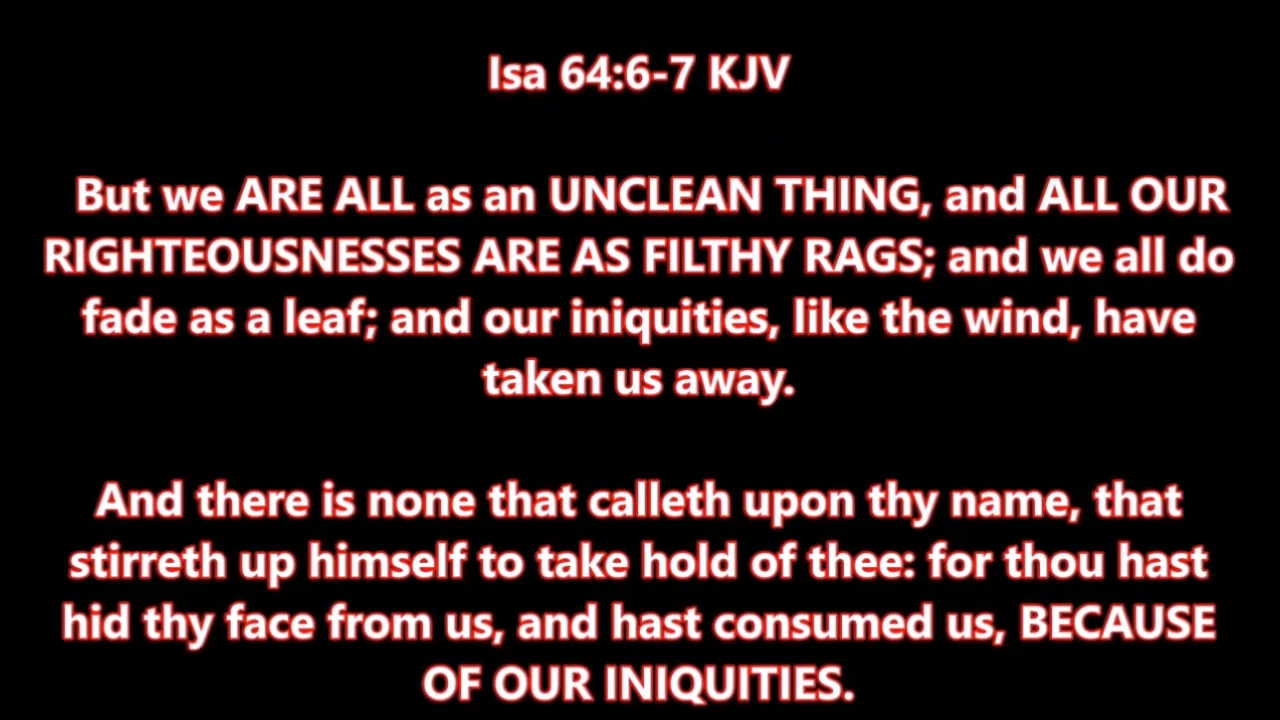 Isa 64:6-7 KJV
But we ARE ALL as an UNCLEAN THING, and ALL OUR
RIGHTEOUSNESSES ARE AS FILTHY RAGS; and we all do
fade as a leaf; and our iniquities, like the wind, have
taken us away.
And there is none that calleth upon thy name, that
stirreth up himself to take hold of thee: for thou hast
hid thy face from us, and hast consumed us, BECAUSE
OF OUR INIQUITIES.